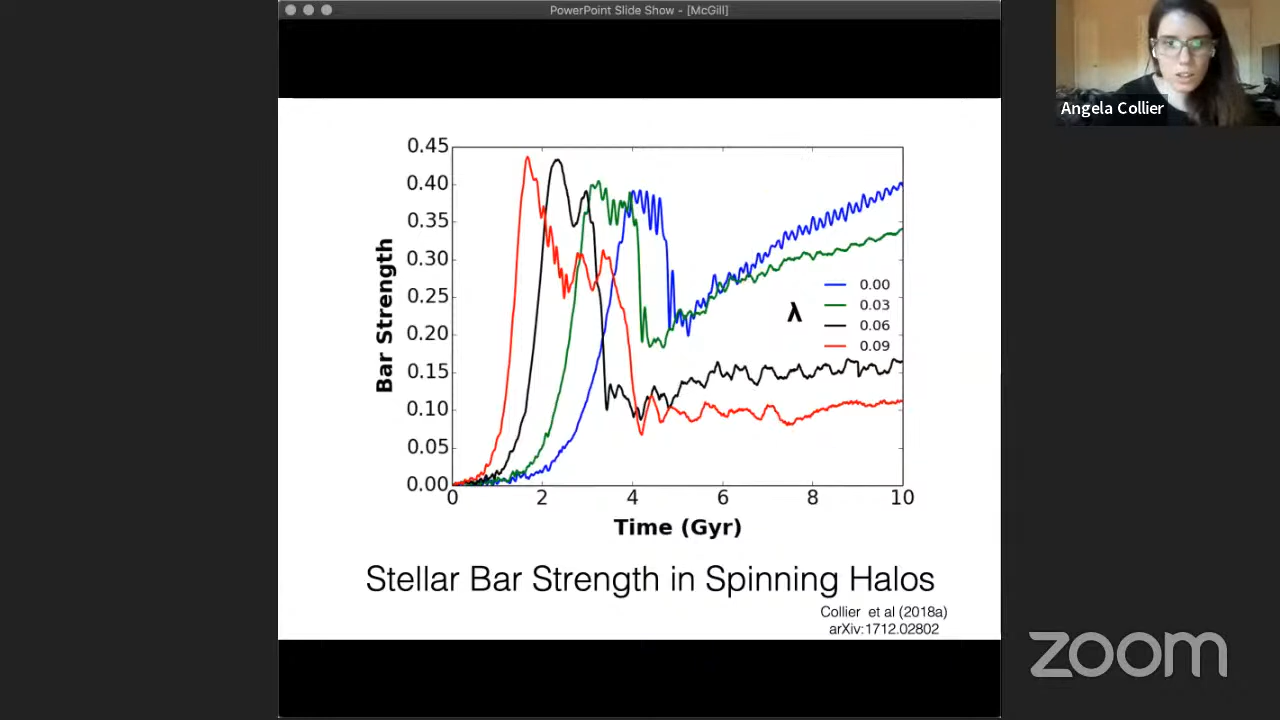 PowerPoint Slide Show - [McGill]
Angela Collier
0.45
0.40
0.35
0.30
0.25
0.20
0.15
0.10
0.05
0.00
Bar Strength
λ
0.00
0.03
0.06
0.09
0 2 4 6 8 10
Time (Gyr)
Stellar Bar Strength in Spinning Halos
Collier et al (2018a)
arXiv:1712.02802
zoom